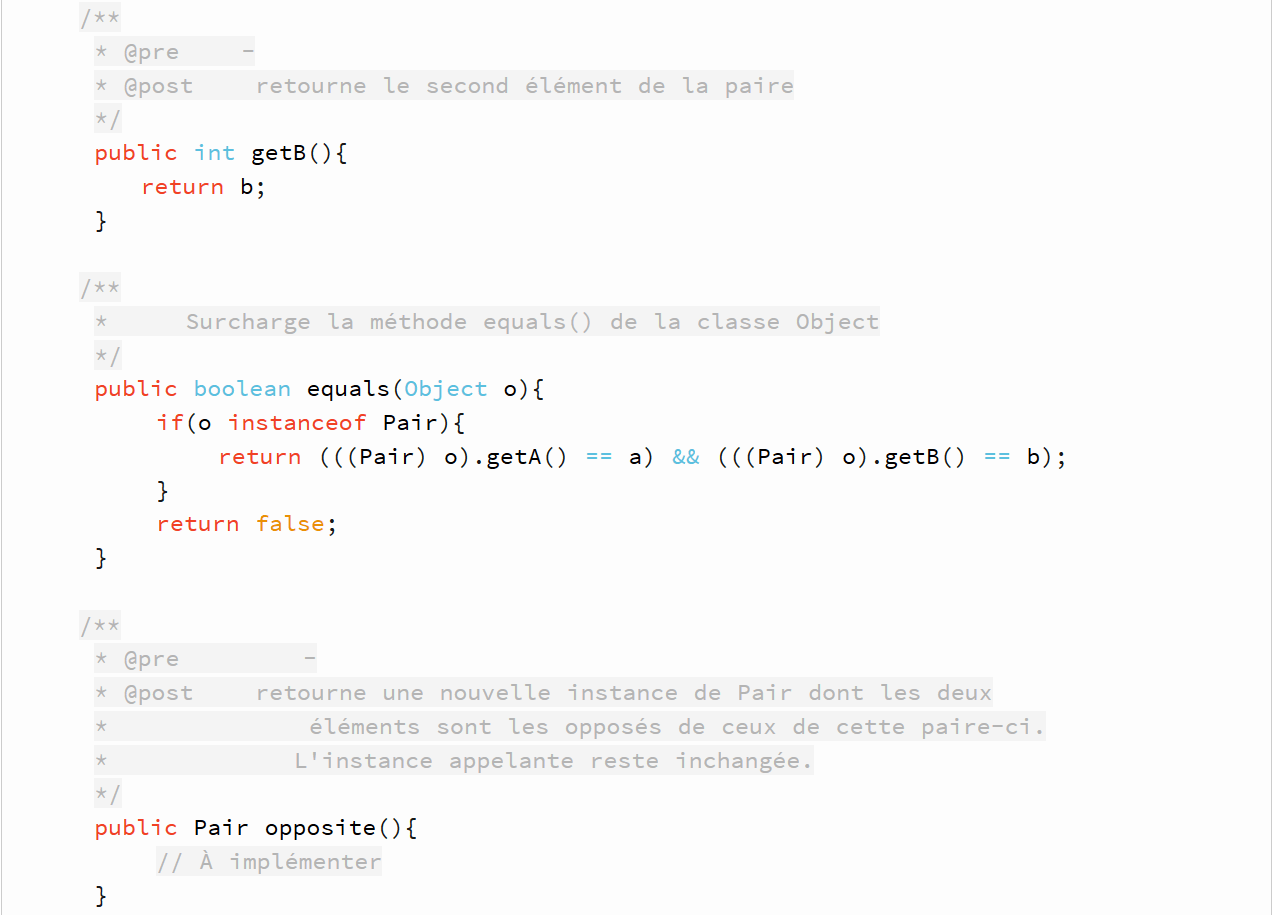 /**
* @pre -
* @post retourne le second élément de la paire
*/
public int getB(){
return b;
}
/**
* Surcharge la méthode equals() de la classe Object
*/
public boolean equals(Object o){
if(o instanceof Pair){
return (((Pair) o).getA() == a) && (((Pair) o).getB() == b);
}
return false;
}
/**
* @pre -
* @post retourne une nouvelle instance de Pair dont les deux
* éléments sont les opposés de ceux de cette paire-ci.
* L'instance appelante reste inchangée.
*/
public Pair opposite(){
// À implémenter
}